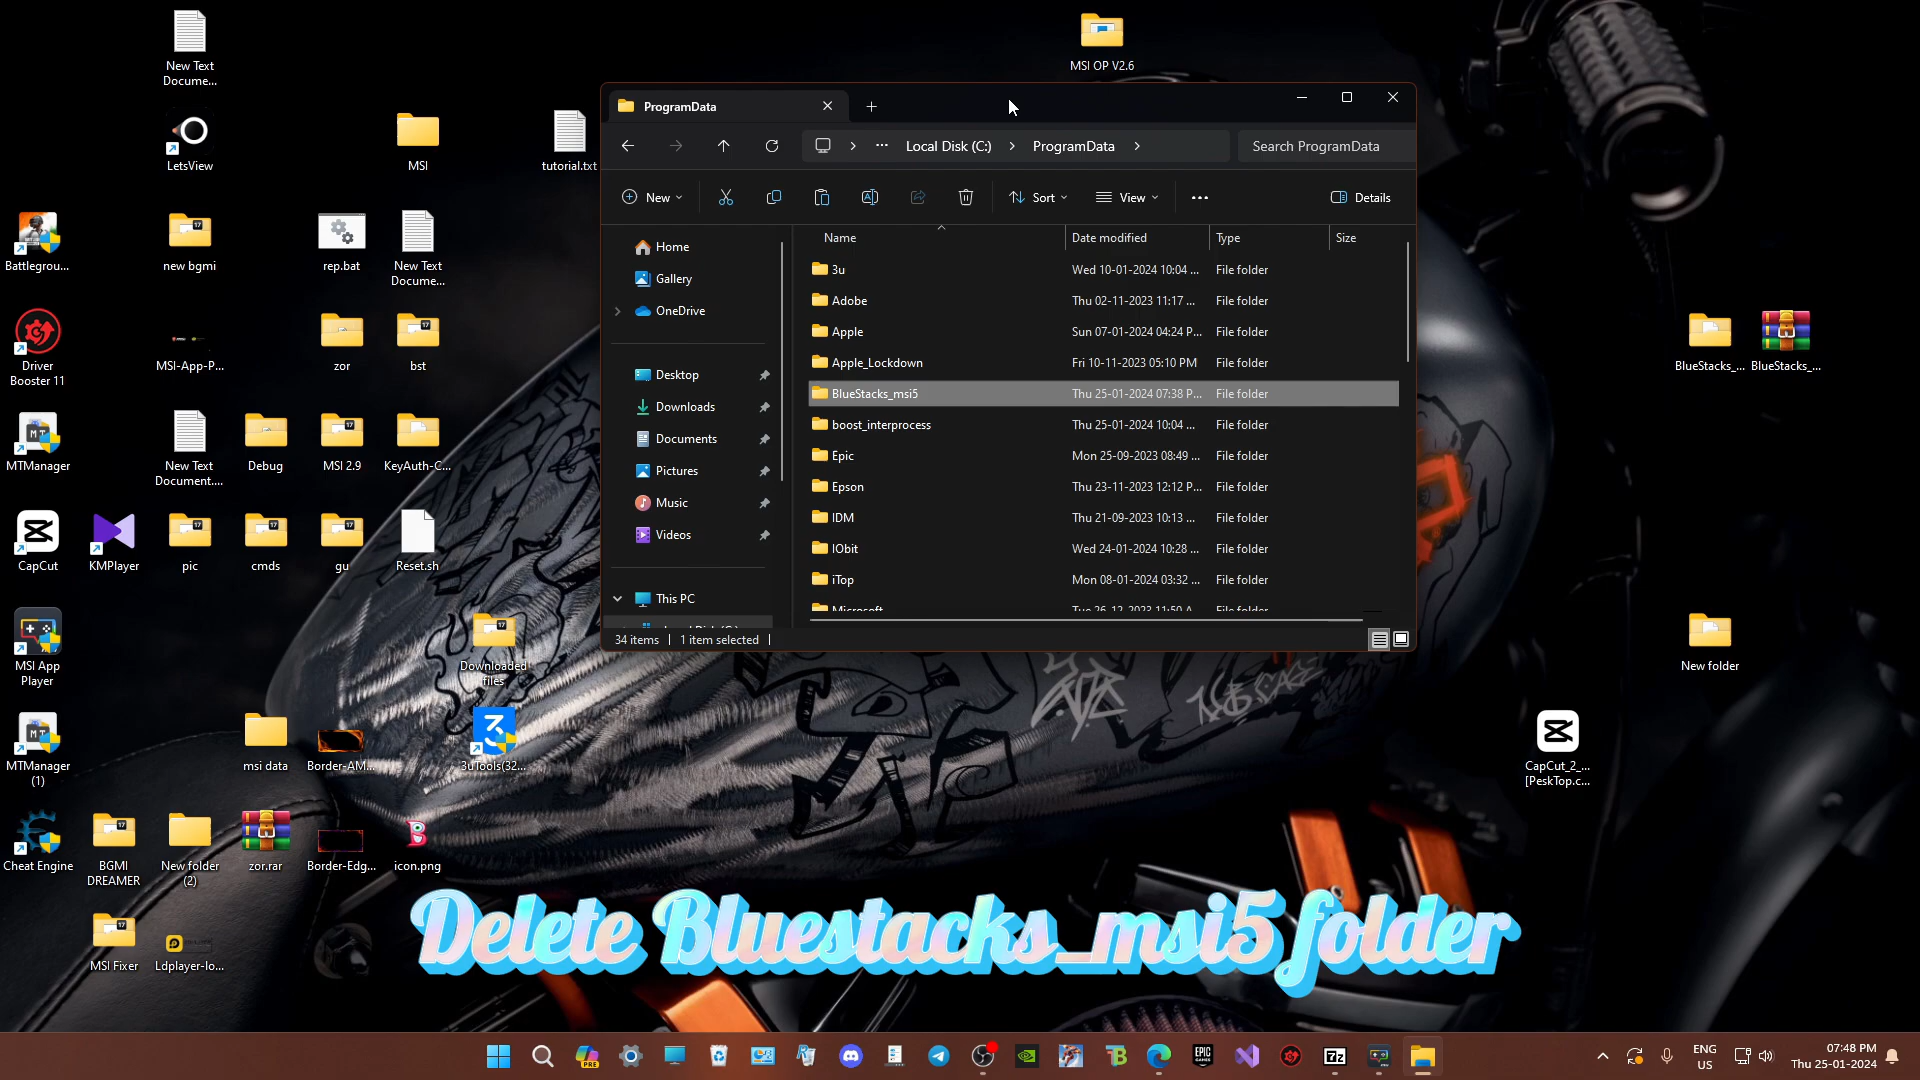 New Text
Docume...
MSI OP V2.6
LetsView
MSI
tutorial.txt
Battlegrou...
new bgmi
rep.bat
New Text
Docume...
Driver
Booster 11
MSI-App-P...
zor
bst
MTManager
New Text
Document....
Debug
MSI 2.9
KeyAuth-C...
CapCut
KMPlayer
pic
cmds
gu
Reset.sh
MSI App
Player
Downloaded
files
MTManager
(1)
msi data
Border-AM...
3uTools(32...
Cheat Engine
BGMI
DREAMER
New folder
(2)
zor.rar
Border-Edg...
icon.png
MSI Fixer
Ldplayer-lo...
BlueStacks_...
BlueStacks_...
New folder
CapCut_2_...
[PeskTop.c...
ProgramData
Local Disk (C:)
ProgramData
Search ProgramData
New
Sort
View
Details
Home
Gallery
OneDrive
Desktop
Downloads
Documents
Pictures
Music
Videos
This PC
Name Date modified Type Size
3u Wed 10-01-2024 10:04 ... File folder
Adobe Thu 02-11-2023 11:17 ... File folder
Apple Sun 07-01-2024 04:24 P... File folder
Apple_Lockdown Fri 10-11-2023 05:10 PM File folder
BlueStacks_msi5 Thu 25-01-2024 07:38 P... File folder
boost_interprocess Thu 25-01-2024 10:04 ... File folder
Epic Mon 25-09-2023 08:49 ... File folder
Epson Thu 23-11-2023 12:12 P... File folder
IDM Thu 21-09-2023 10:13 ... File folder
IObit Wed 24-01-2024 10:28 ... File folder
iTop Mon 08-01-2024 03:32 ... File folder
Microsoft Tue 26-12-2023 11:50 A... File folder
34 items 1 item selected
Delete Bluestacks_msi5 folder
ENG
US
07:48 PM
Thu 25-01-2024